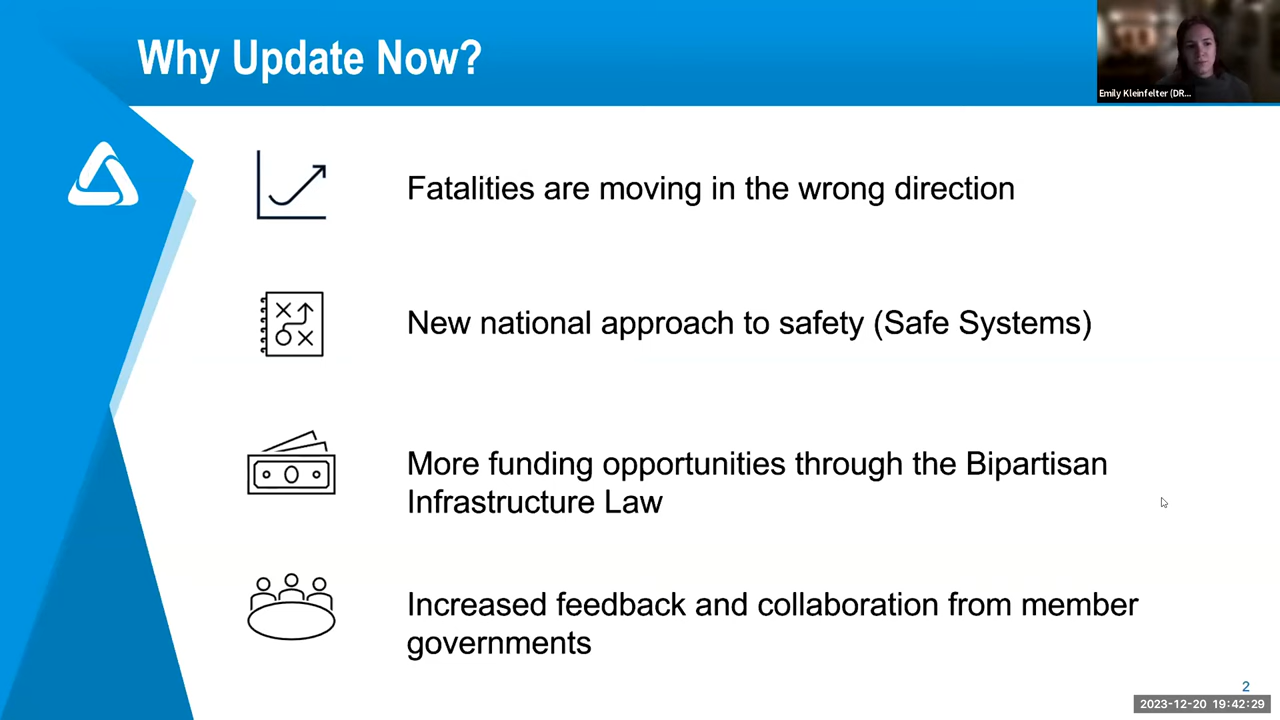 Why Update Now?
Emily Kleinfelter (DR...
Fatalities are moving in the wrong direction
New national approach to safety (Safe Systems)
More funding opportunities through the Bipartisan
Infrastructure Law
Increased feedback and collaboration from member
governments
2
2023-12-20 19:42:29